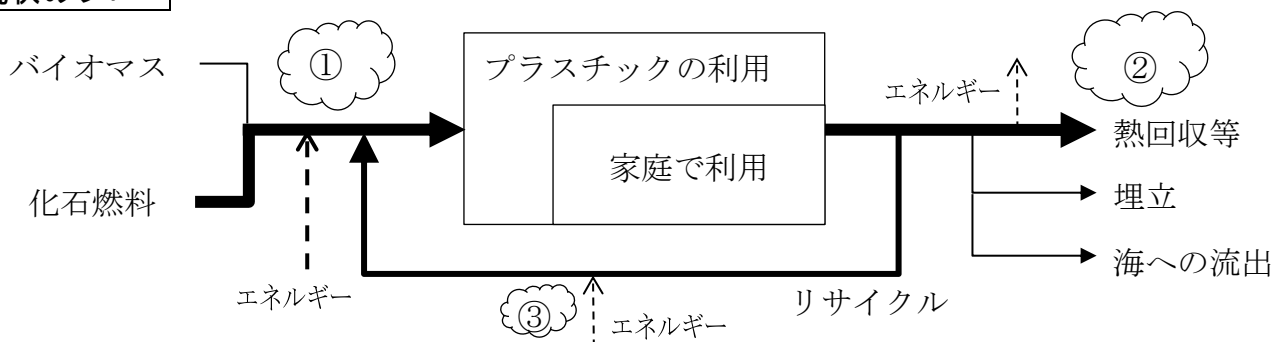 バイオマス
①
プラスチックの利用
②
エネルギー
熱回収等
家庭で利用
化石燃料
埋立
海への流出
エネルギー
リサイクル
③
エネルギー